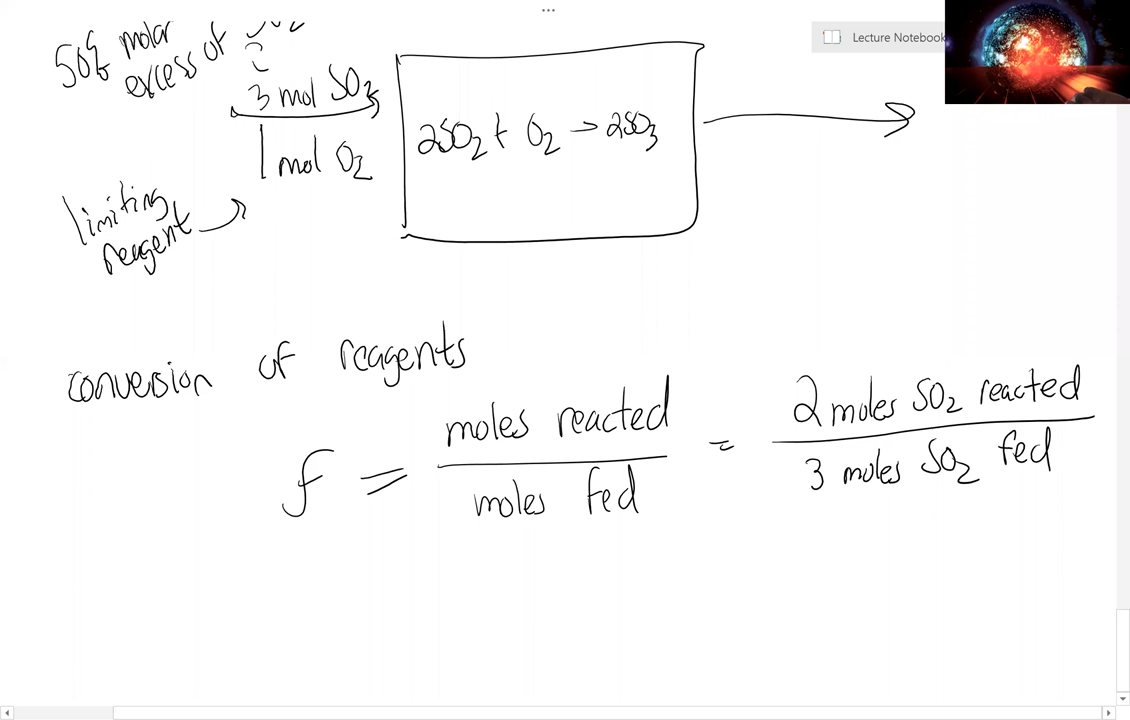 50% molar
excess of
3 mol SO₂
1 mol O₂
limiting
reagent
2SO₂ + O₂ → 2SO₃
Lecture Notebook
conversion of reagents
f = moles reacted / moles fed = 2 moles SO₂ reacted / 3 moles SO₂ fed